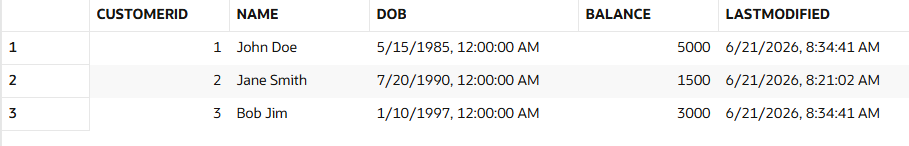 CUSTOMERID NAME DOB BALANCE LASTMODIFIED
1 1 John Doe 5/15/1985, 12:00:00 AM 5000 6/21/2026, 8:34:41 AM
2 2 Jane Smith 7/20/1990, 12:00:00 AM 1500 6/21/2026, 8:21:02 AM
3 3 Bob Jim 1/10/1997, 12:00:00 AM 3000 6/21/2026, 8:34:41 AM